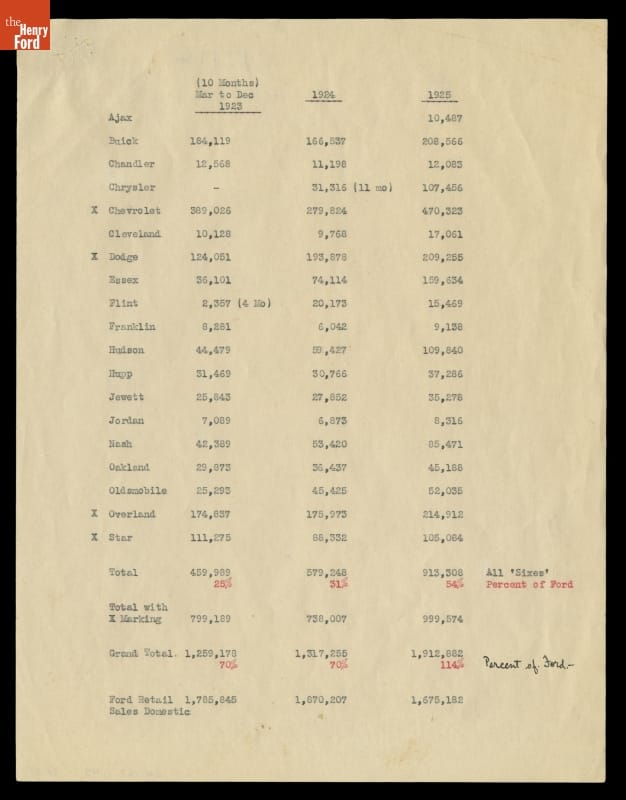 the
Henry
Ford
(10 Months)
Mar to Dec
1923 1924 1925
Ajax 10,487
Buick 184,119 166,537 208,566
Chandler 12,568 11,198 12,083
Chrysler - 31,316 (11 mo) 107,456
X Chevrolet 389,026 279,824 470,323
Cleveland 10,128 9,768 17,061
X Dodge 124,051 193,878 209,255
Essex 36,101 74,114 159,634
Flint 2,357 (4 Mo) 20,173 15,469
Franklin 8,281 6,042 9,138
Hudson 44,479 59,427 109,840
Hupp 31,469 30,766 37,286
Jewett 25,843 27,852 35,278
Jordan 7,089 6,873 8,316
Nash 42,389 53,420 85,471
Oakland 29,873 36,437 45,188
Oldsmobile 25,293 45,425 52,035
X Overland 174,837 175,973 214,912
X Star 111,275 88,332 105,084
Total 459,989 579,248 913,308 All "Sixes"
25% 31% 54% Percent of Ford
Total with
X Marking 799,189 738,007 999,574
Grand Total. 1,259,178 1,317,255 1,912,882
70% 70% 114% Percent of Ford.-
Ford Retail 1,785,845 1,870,207 1,675,182
Sales Domestic